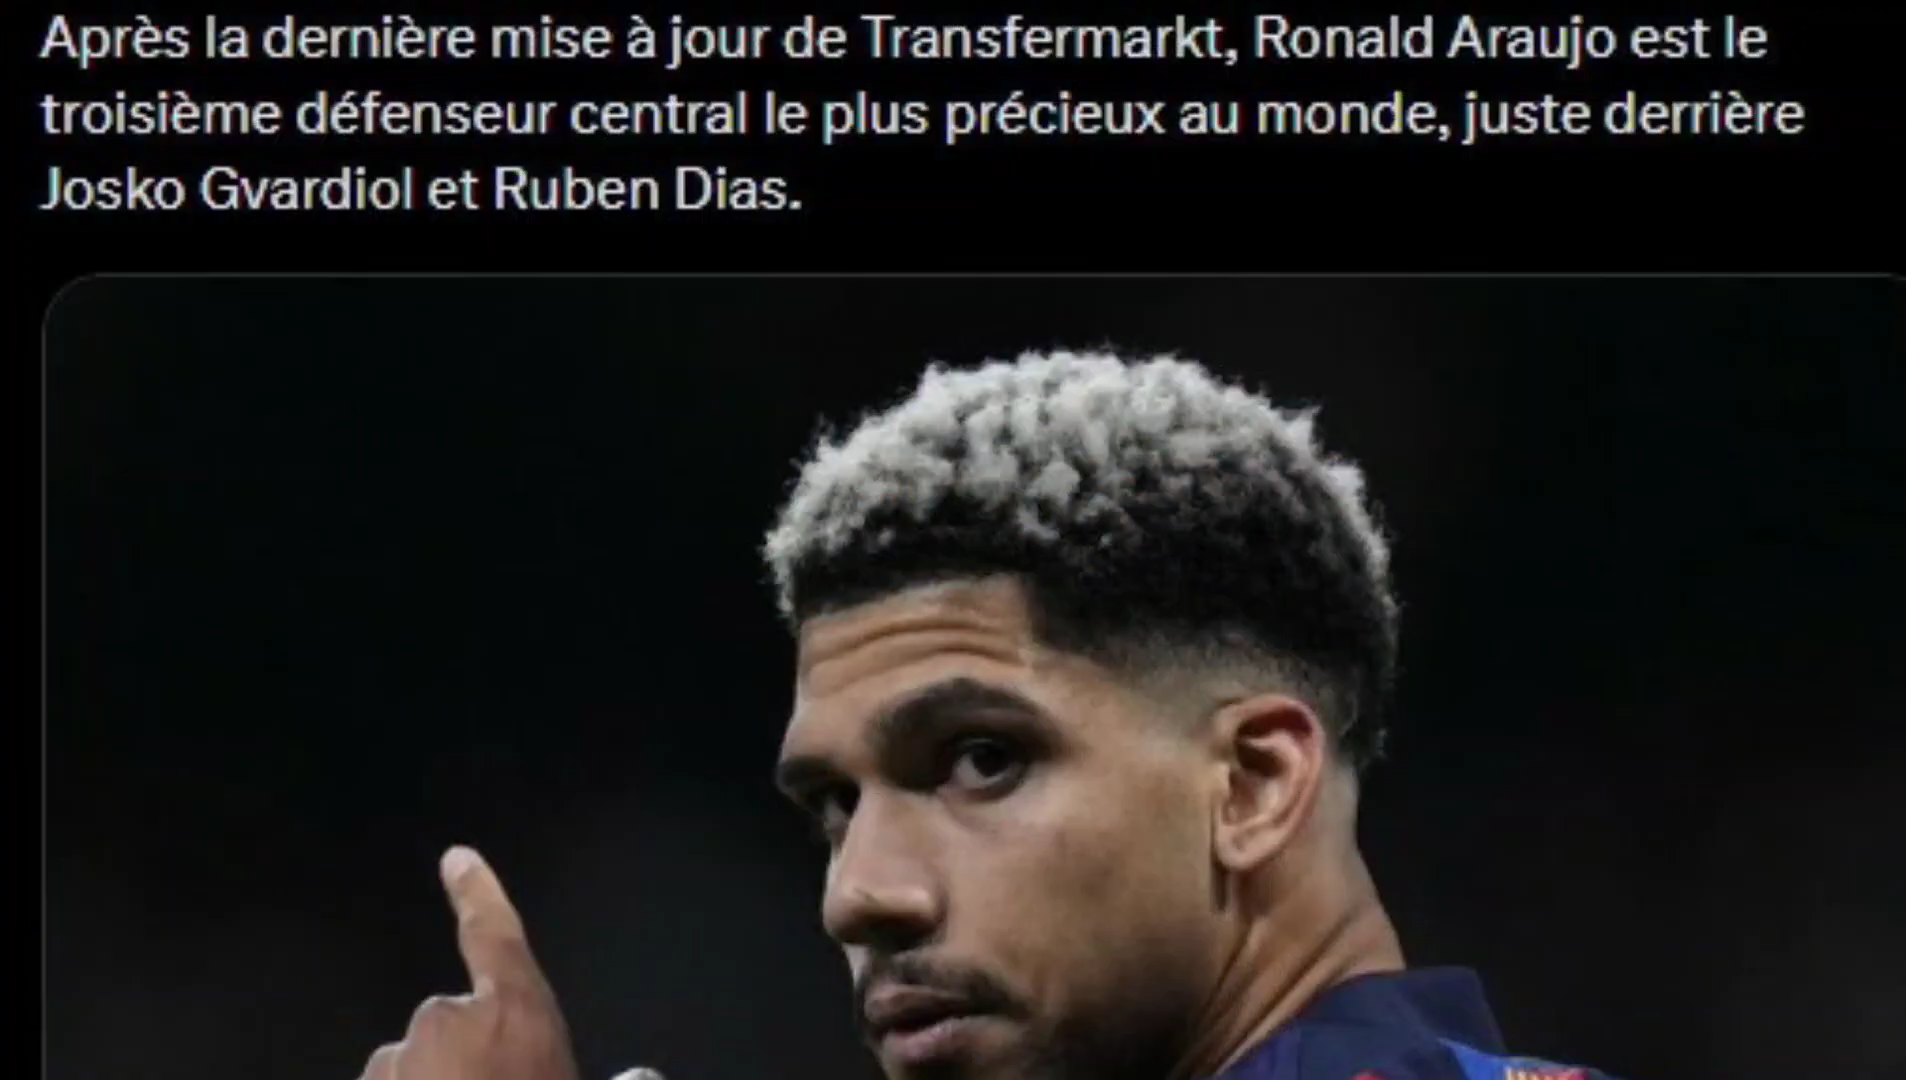 Après la dernière mise à jour de Transfermarkt, Ronald Araujo est le
troisième défenseur central le plus précieux au monde, juste derrière
Josko Gvardiol et Ruben Dias.